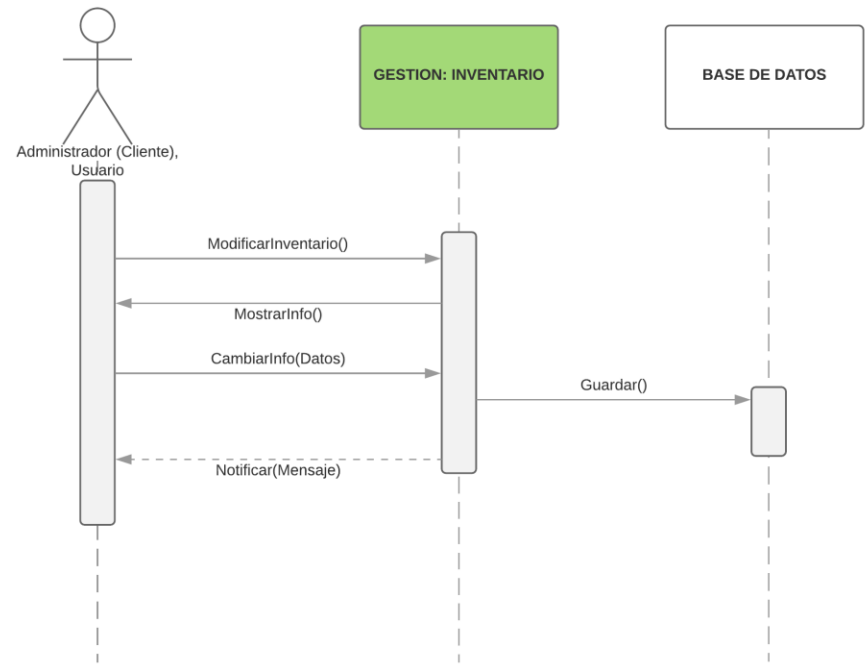 GESTION: INVENTARIO
BASE DE DATOS
Administrador (Cliente),
Usuario
ModificarInventario()
MostrarInfo()
CambiarInfo(Datos)
Guardar()
Notificar(Mensaje)